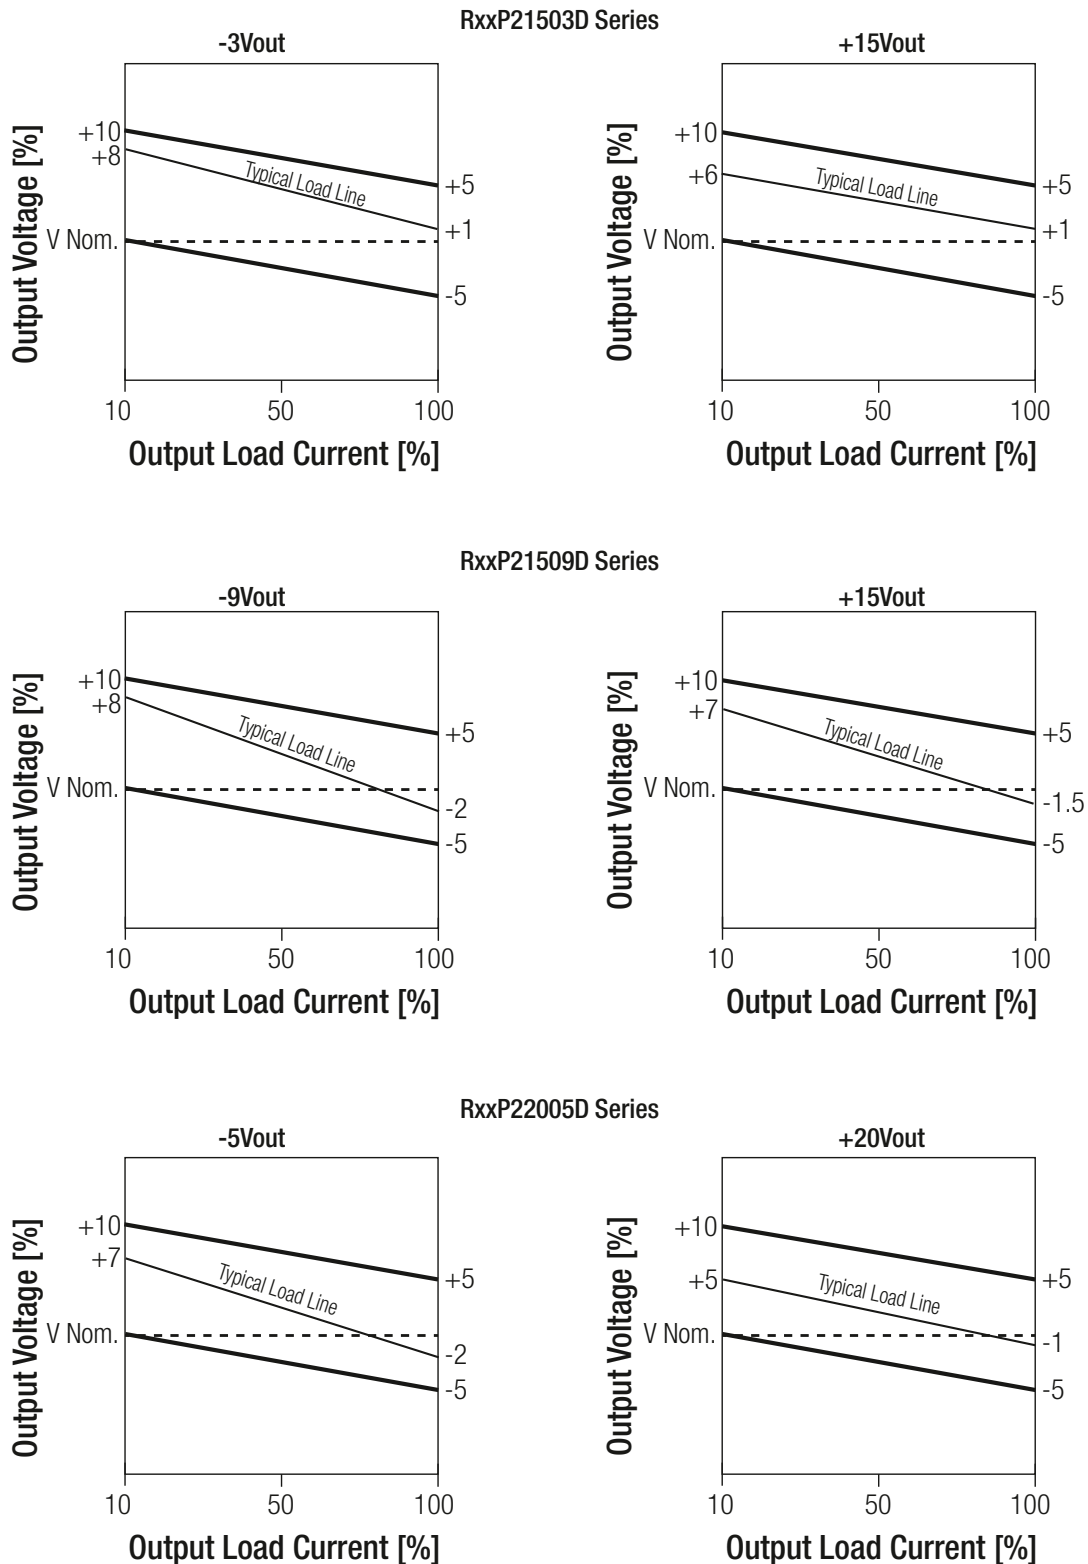 RxxP21503D Series
-3Vout
+15Vout
Output Voltage [%]
+10
+8
Typical Load Line
+5
+1
V Nom.
-5
10
50
100
Output Load Current [%]
Output Voltage [%]
+10
+6
Typical Load Line
+5
+1
V Nom.
-5
10
50
100
Output Load Current [%]
RxxP21509D Series
-9Vout
+15Vout
Output Voltage [%]
+10
+8
Typical Load Line
+5
V Nom.
-2
-5
10
50
100
Output Load Current [%]
Output Voltage [%]
+10
+7
Typical Load Line
+5
V Nom.
-1.5
-5
10
50
100
Output Load Current [%]
RxxP22005D Series
-5Vout
+20Vout
Output Voltage [%]
+10
+7
Typical Load Line
+5
V Nom.
-2
-5
10
50
100
Output Load Current [%]
Output Voltage [%]
+10
+5
Typical Load Line
+5
V Nom.
-1
-5
10
50
100
Output Load Current [%]